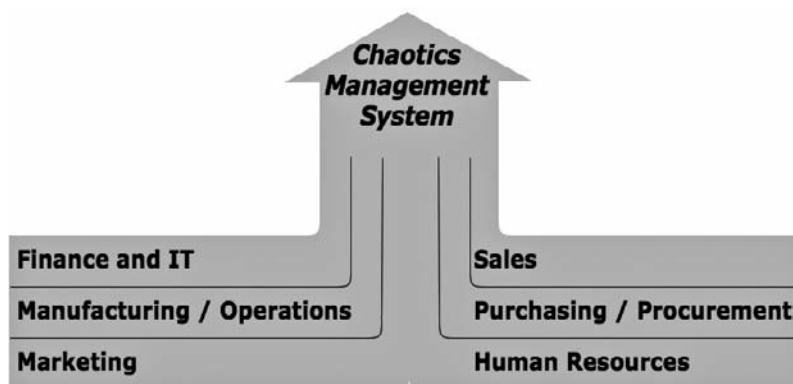 Chaotics
Management
System
Finance and IT
Manufacturing / Operations
Marketing
Sales
Purchasing / Procurement
Human Resources